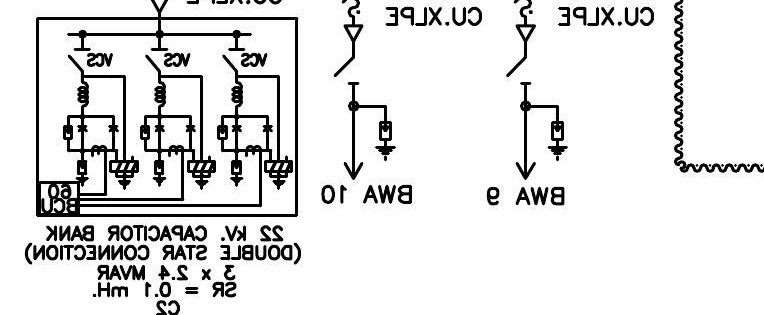 CU.XLPE
CU.XLPE
CU.XLPE
VCS
VCS
VCS
60
BCU
BWA 10
BWA 9
22 kV. CAPACITOR BANK
(DOUBLE STAR CONNECTION)
3 x 2.4 MVAR
SR = 0.1 mH.
C2